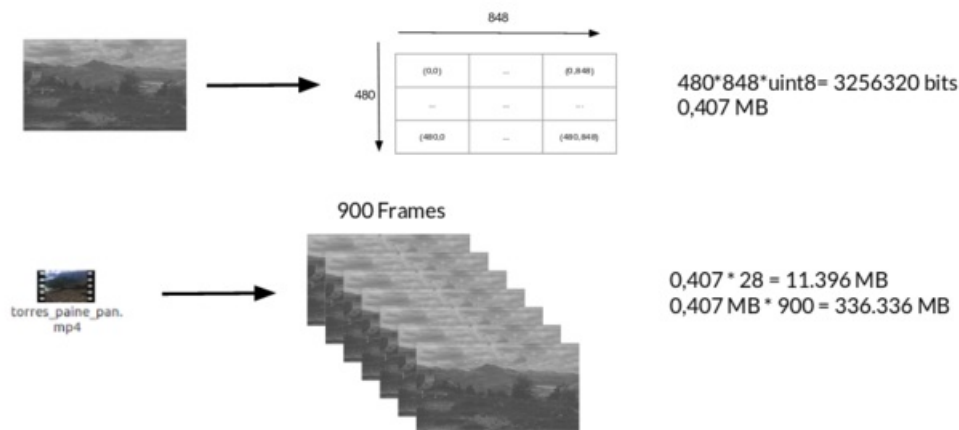 848
480
(0,0) ... (0,848)
... ... ...
(480,0 ... (480,848)
480*848*uint8= 3256320 bits
0,407 MB
900 Frames
torres_paine_pan.
mp4
0,407 * 28 = 11.396 MB
0,407 MB * 900 = 336.336 MB